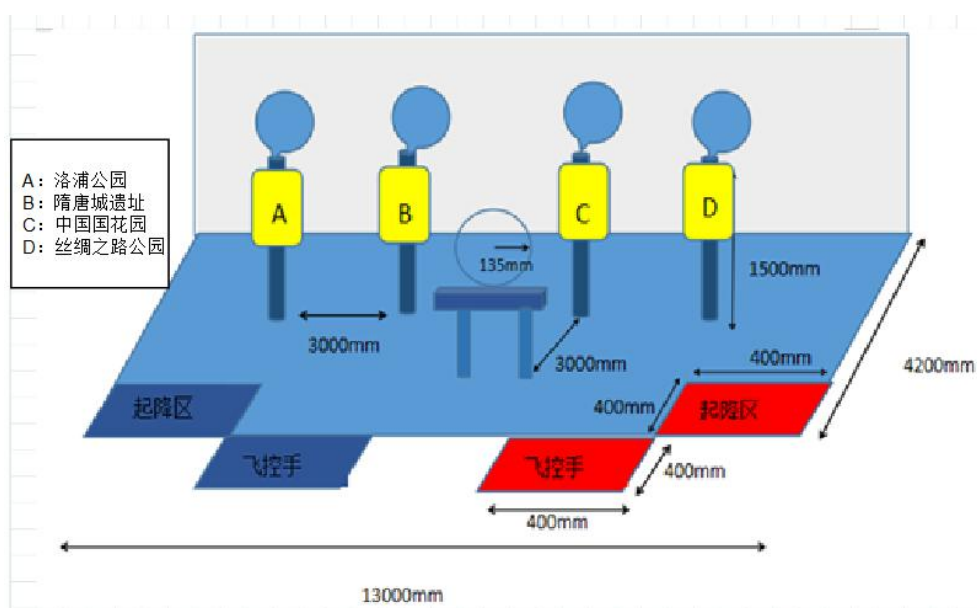 A：洛浦公园
B：隋唐城遗址
C：中国国花园
D：丝绸之路公园
A
B
C
D
135mm
1500mm
3000mm
3000mm
400mm
4200mm
起降区
400mm
起降区
飞控手
飞控手
400mm
400mm
13000mm